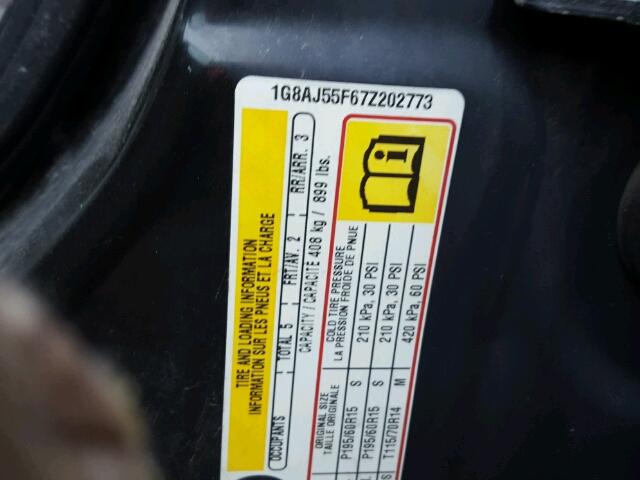 1G8AJ55F67Z202773
TIRE AND LOADING INFORMATION
INFORMATION SUR LES PNEUS ET LA CHARGE
OCCUPANTS TOTAL 5 FRT/AV. 2 RR/ARR. 3
CAPACITY / CAPACITÉ 408 kg / 899 lbs.
ORIGINAL SIZE COLD TIRE PRESSURE
TAILLE ORIGINALE LA PRESSION FROIDE DE PNUE
P195/60R15 S 210 kPa, 30 PSI
P195/60R15 S 210 kPa, 30 PSI
T115/70R14 M 420 kPa, 60 PSI